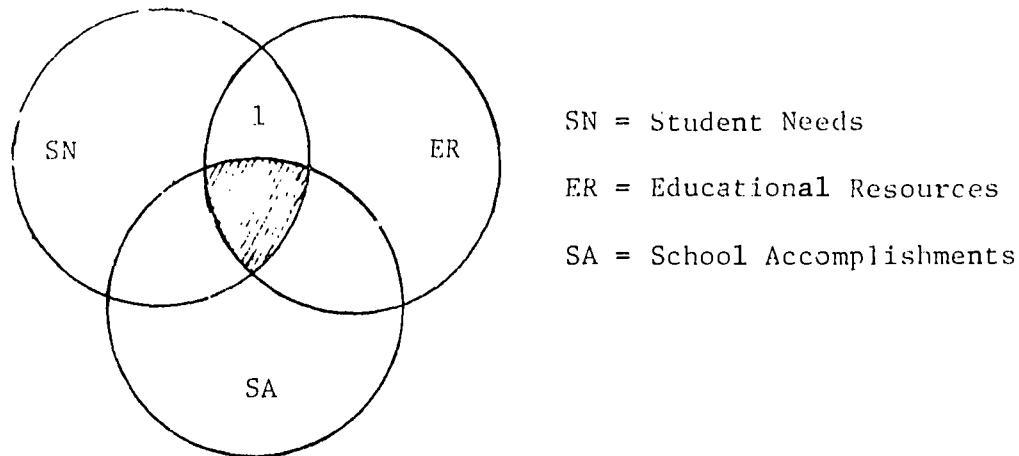 1
SN
ER
SA
SN = Student Needs
ER = Educational Resources
SA = School Accomplishments